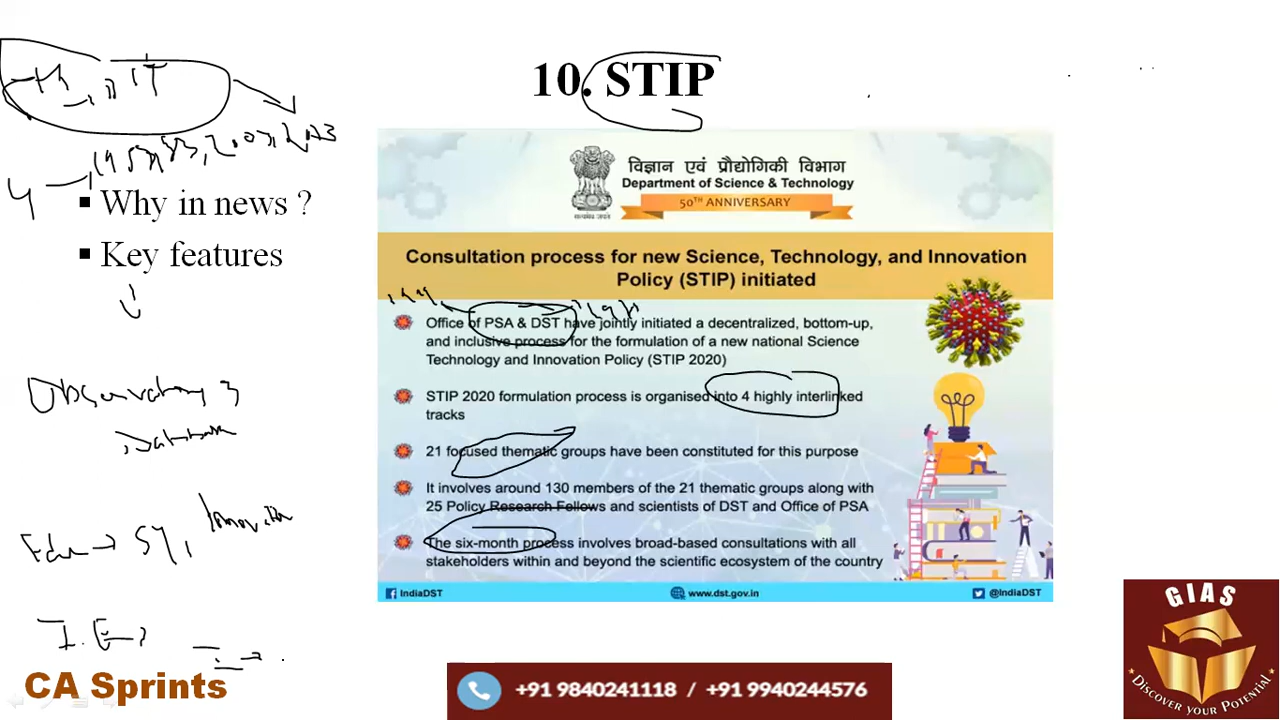 10. STIP
▪ Why in news ?
▪ Key features
विज्ञान एवं प्रौद्योगिकी विभाग
Department of Science & Technology
50TH ANNIVERSARY
Consultation process for new Science, Technology, and Innovation
Policy (STIP) initiated
Office of PSA & DST have jointly initiated a decentralized, bottom-up,
and inclusive process for the formulation of a new national Science
Technology and Innovation Policy (STIP 2020)
STIP 2020 formulation process is organised into 4 highly interlinked
tracks
21 focused thematic groups have been constituted for this purpose
It involves around 130 members of the 21 thematic groups along with
25 Policy Research Fellows and scientists of DST and Office of PSA
The six-month process involves broad-based consultations with all
stakeholders within and beyond the scientific ecosystem of the country
IndiaDST
www.dst.gov.in
@IndiaDST
4
Observatory
Database
Edu → 5%, Innovation
I.E
CA Sprints
+91 9840241118 / +91 9940244576
GIAS
DISCOVER YOUR POTENTIAL